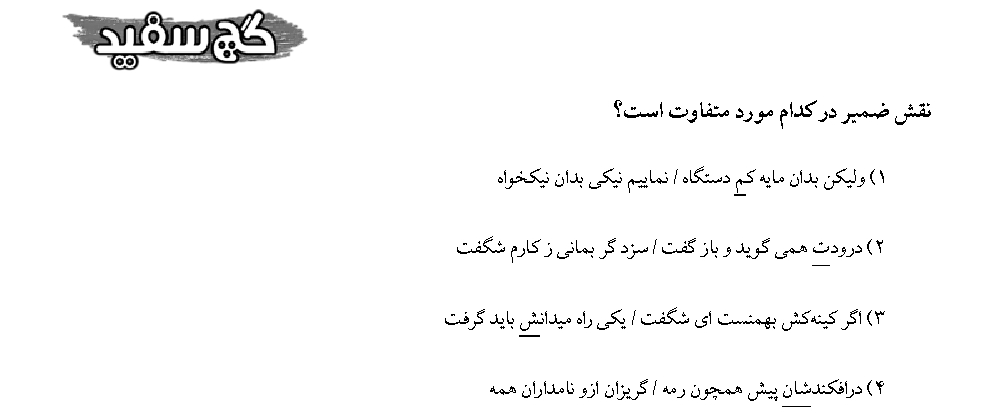 گچ سفید
نقش ضمیر در کدام مورد متفاوت است؟
۱) ولیکن بدان مایه کم دستگاه / نماییم نیکی بدان نیکخواه
۲) درودت همی گوید و باز گفت / سزد گر بمانی ز کارم شگفت
۳) اگر کینه‌کش بهمنست ای شگفت / یکی راه میدانش باید گرفت
۴) درافکندشان پیش همچون رمه / گریزان ازو نامداران همه